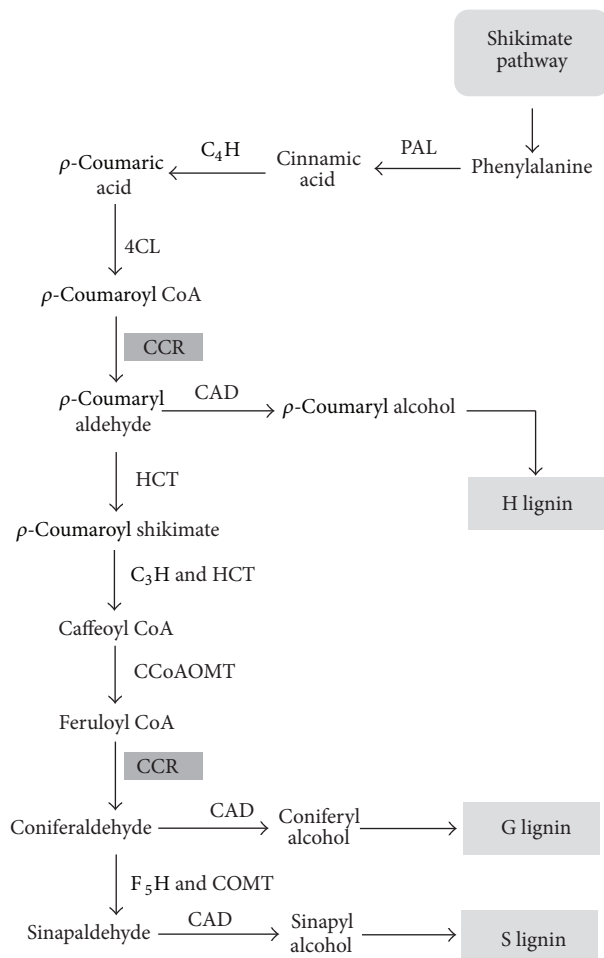 Shikimate
pathway
Phenylalanine
PAL
Cinnamic
acid
C₄H
ρ-Coumaric
acid
4CL
ρ-Coumaroyl CoA
CCR
ρ-Coumaryl
aldehyde
CAD
ρ-Coumaryl alcohol
H lignin
HCT
ρ-Coumaroyl shikimate
C₃H and HCT
Caffeoyl CoA
CCoAOMT
Feruloyl CoA
CCR
Coniferaldehyde
CAD
Coniferyl
alcohol
G lignin
F₅H and COMT
Sinapaldehyde
CAD
Sinapyl
alcohol
S lignin